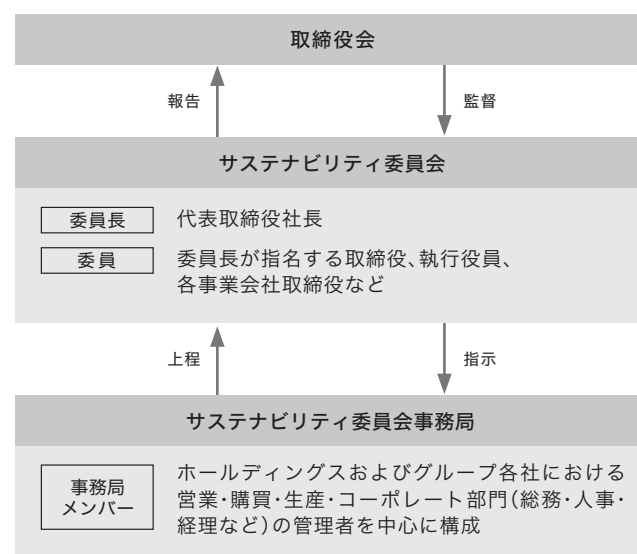 取締役会
報告
監督
サステナビリティ委員会
委員長
代表取締役社長
委員
委員長が指名する取締役、執行役員、
各事業会社取締役など
上程
指示
サステナビリティ委員会事務局
事務局
メンバー
ホールディングスおよびグループ各社における
営業・購買・生産・コーポレート部門(総務・人事・
経理など)の管理者を中心に構成